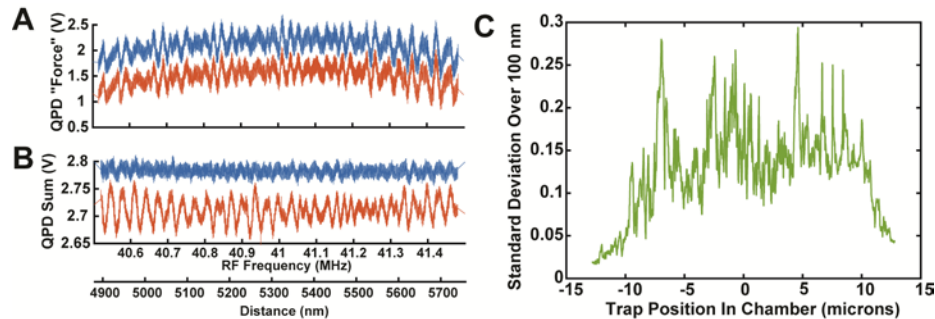 A
QPD "Force" (V)
2.5
2
1.5
1
0.5
B
QPD Sum (V)
2.8
2.75
2.7
2.65
40.6 40.7 40.8 40.9 41 41.1 41.2 41.3 41.4
RF Frequency (MHz)
4900 5000 5100 5200 5300 5400 5500 5600 5700
Distance (nm)
C
Standard Deviation Over 100 nm
0.3
0.25
0.2
0.15
0.1
0.05
0
-15 -10 -5 0 5 10 15
Trap Position In Chamber (microns)